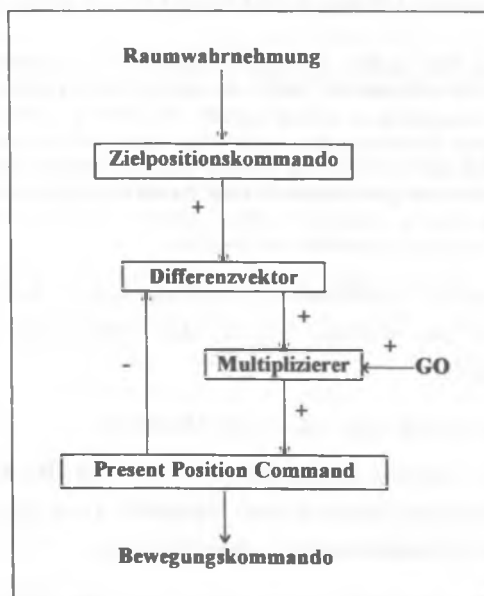 Raumwahrnehmung
Zielpositionskommando
+
Differenzvektor
+
+
-
Multiplizierer
GO
+
Present Position Command
Bewegungskommando